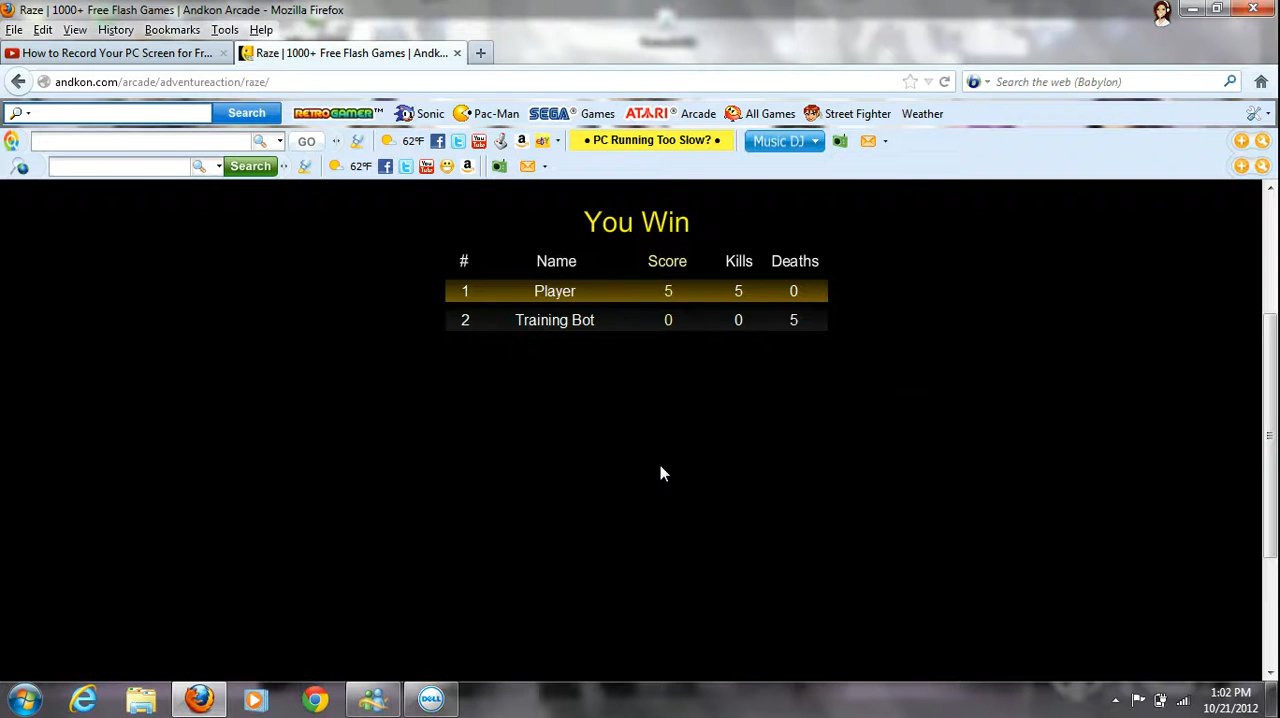 Raze | 1000+ Free Flash Games | Andkon Arcade - Mozilla Firefox
File Edit View History Bookmarks Tools Help
How to Record Your PC Screen for Fr... × Raze | 1000+ Free Flash Games | Andk... × +
andkon.com/arcade/adventureaction/raze/ Search the web (Babylon)
Search RETROGAMER™ Sonic Pac-Man SEGA® Games ATARI® Arcade All Games Street Fighter Weather
GO 62°F • PC Running Too Slow? • Music DJ
Search 62°F
You Win
# Name Score Kills Deaths
1 Player 5 5 0
2 Training Bot 0 0 5
DELL 1:02 PM
10/21/2012